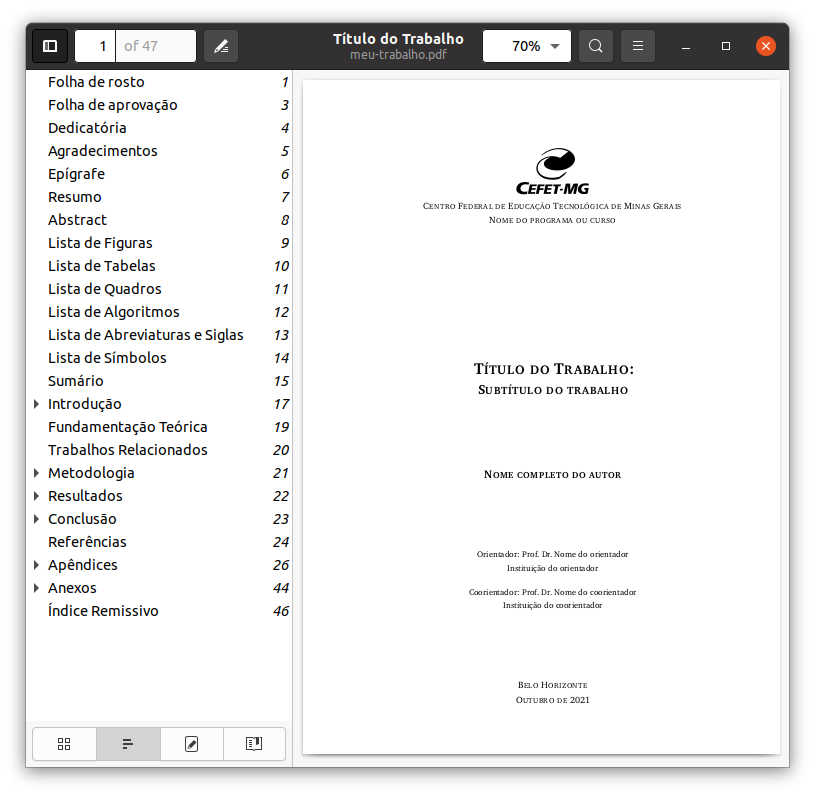 1 of 47
Título do Trabalho
meu-trabalho.pdf
70%
Folha de rosto 1
Folha de aprovação 3
Dedicatória 4
Agradecimentos 5
Epígrafe 6
Resumo 7
Abstract 8
Lista de Figuras 9
Lista de Tabelas 10
Lista de Quadros 11
Lista de Algoritmos 12
Lista de Abreviaturas e Siglas 13
Lista de Símbolos 14
Sumário 15
Introdução 17
Fundamentação Teórica 19
Trabalhos Relacionados 20
Metodologia 21
Resultados 22
Conclusão 23
Referências 24
Apêndices 26
Anexos 44
Índice Remissivo 46
CEFET-MG
Centro Federal de Educação Tecnológica de Minas Gerais
Nome do programa ou curso
Título do Trabalho:
Subtítulo do trabalho
Nome completo do autor
Orientador: Prof. Dr. Nome do orientador
Instituição do orientador
Coorientador: Prof. Dr. Nome do coorientador
Instituição do coorientador
Belo Horizonte
Outubro de 2021